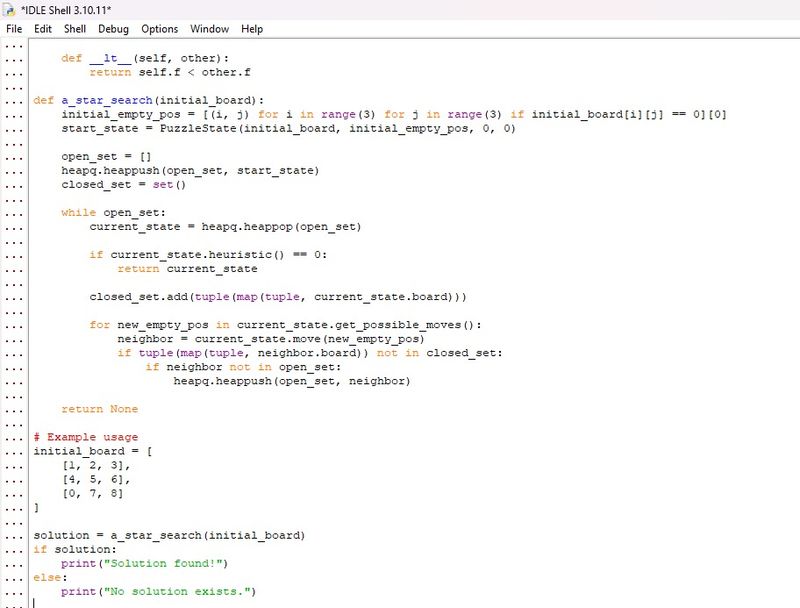 *IDLE Shell 3.10.11*
File Edit Shell Debug Options Window Help
...
...     def __lt__(self, other):
...         return self.f < other.f
...
... def a_star_search(initial_board):
...     initial_empty_pos = [(i, j) for i in range(3) for j in range(3) if initial_board[i][j] == 0][0]
...     start_state = PuzzleState(initial_board, initial_empty_pos, 0, 0)
...
...     open_set = []
...     heapq.heappush(open_set, start_state)
...     closed_set = set()
...
...     while open_set:
...         current_state = heapq.heappop(open_set)
...
...         if current_state.heuristic() == 0:
...             return current_state
...
...         closed_set.add(tuple(map(tuple, current_state.board)))
...
...         for new_empty_pos in current_state.get_possible_moves():
...             neighbor = current_state.move(new_empty_pos)
...             if tuple(map(tuple, neighbor.board)) not in closed_set:
...                 if neighbor not in open_set:
...                     heapq.heappush(open_set, neighbor)
...
...     return None
...
... # Example usage
... initial_board = [
...     [1, 2, 3],
...     [4, 5, 6],
...     [0, 7, 8]
... ]
...
... solution = a_star_search(initial_board)
... if solution:
...     print("Solution found!")
... else:
...     print("No solution exists.")
...